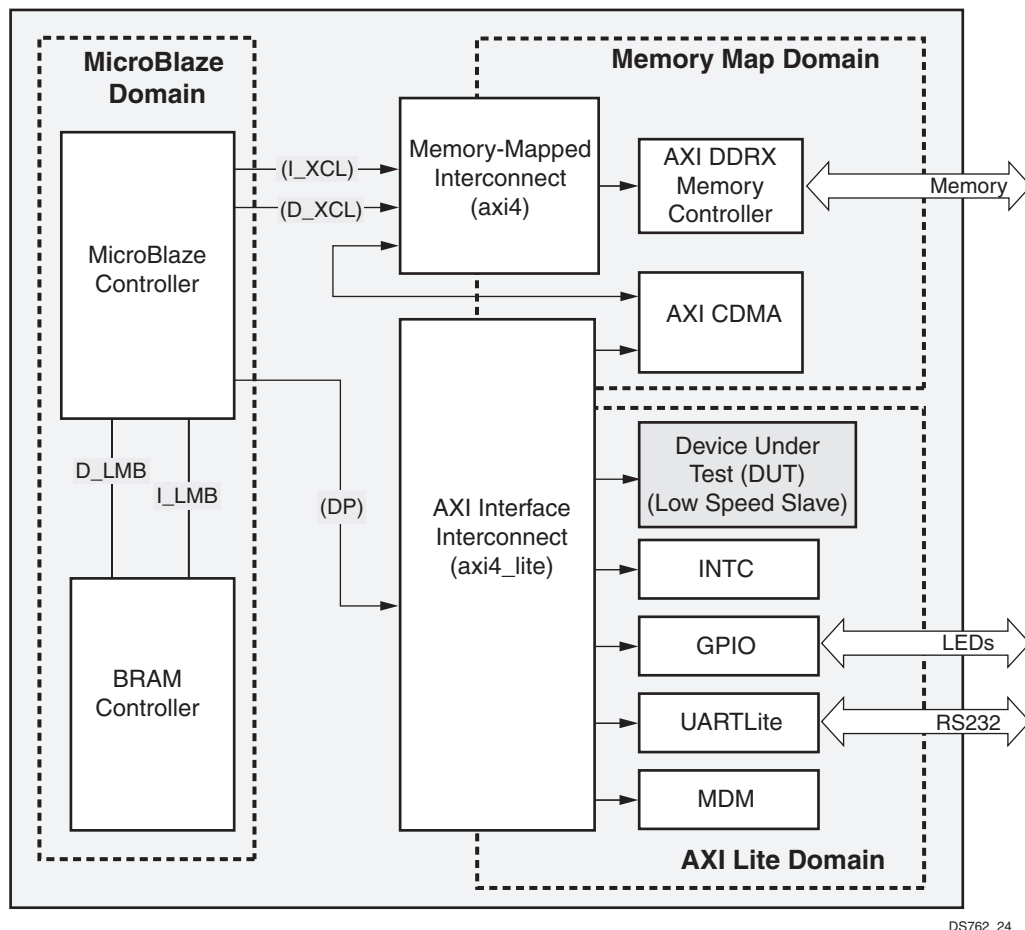 MicroBlaze
Domain
Memory Map Domain
MicroBlaze
Controller
(I_XCL)
(D_XCL)
Memory-Mapped
Interconnect
(axi4)
AXI DDRX
Memory
Controller
Memory
AXI CDMA
D_LMB
I_LMB
(DP)
AXI Interface
Interconnect
(axi4_lite)
Device Under
Test (DUT)
(Low Speed Slave)
INTC
GPIO
LEDs
BRAM
Controller
UARTLite
RS232
MDM
AXI Lite Domain
DS762_24